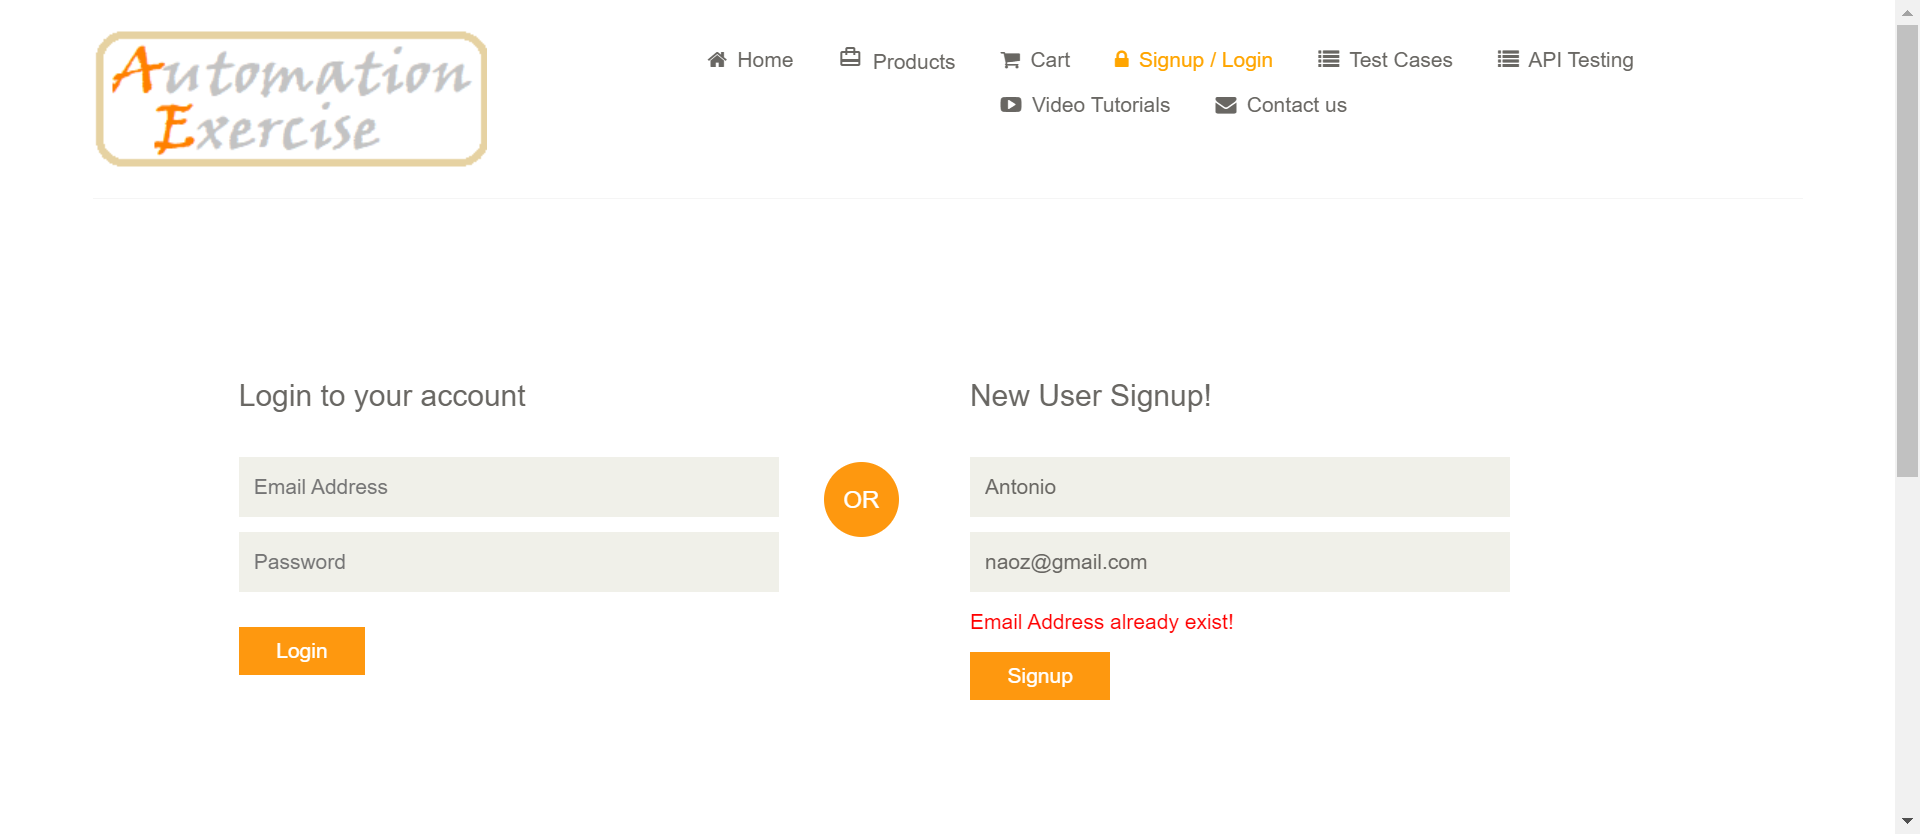 Automation
Exercise
Home
Products
Cart
Signup / Login
Test Cases
API Testing
Video Tutorials
Contact us
Login to your account
Email Address
Password
Login
OR
New User Signup!
Antonio
naoz@gmail.com
Email Address already exist!
Signup